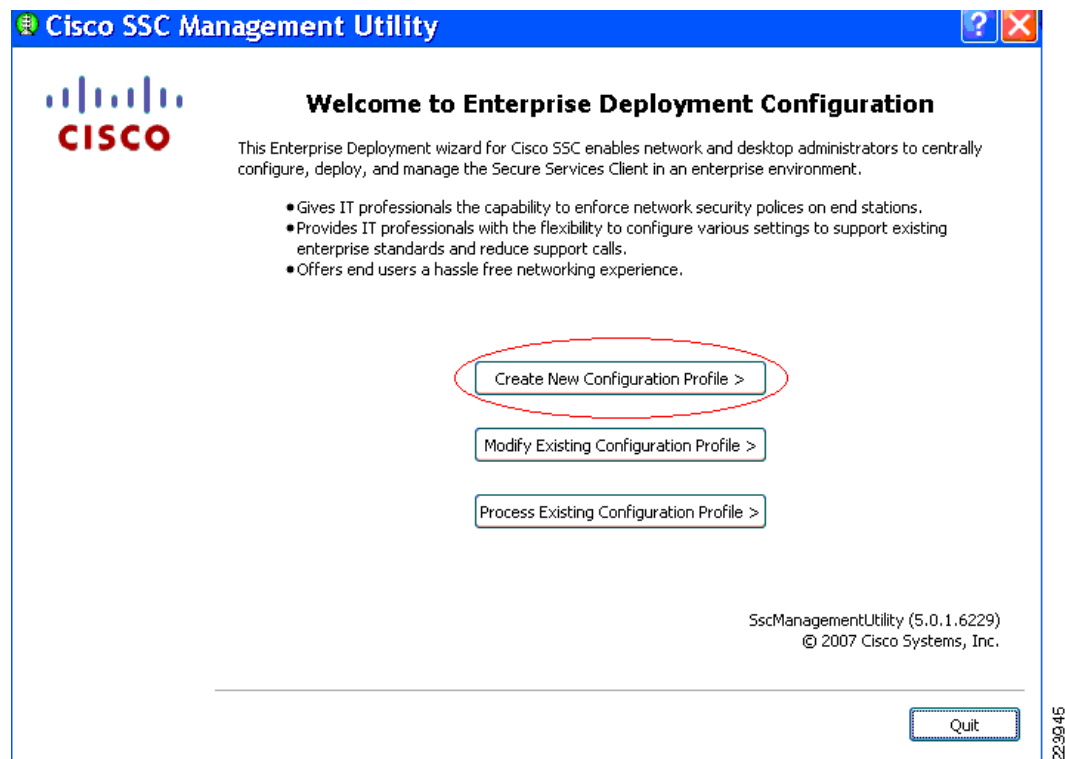 Cisco SSC Management Utility
CISCO
Welcome to Enterprise Deployment Configuration
This Enterprise Deployment wizard for Cisco SSC enables network and desktop administrators to centrally
configure, deploy, and manage the Secure Services Client in an enterprise environment.
● Gives IT professionals the capability to enforce network security polices on end stations.
● Provides IT professionals with the flexibility to configure various settings to support existing
enterprise standards and reduce support calls.
● Offers end users a hassle free networking experience.
Create New Configuration Profile >
Modify Existing Configuration Profile >
Process Existing Configuration Profile >
SscManagementUtility (5.0.1.6229)
© 2007 Cisco Systems, Inc.
Quit
223945